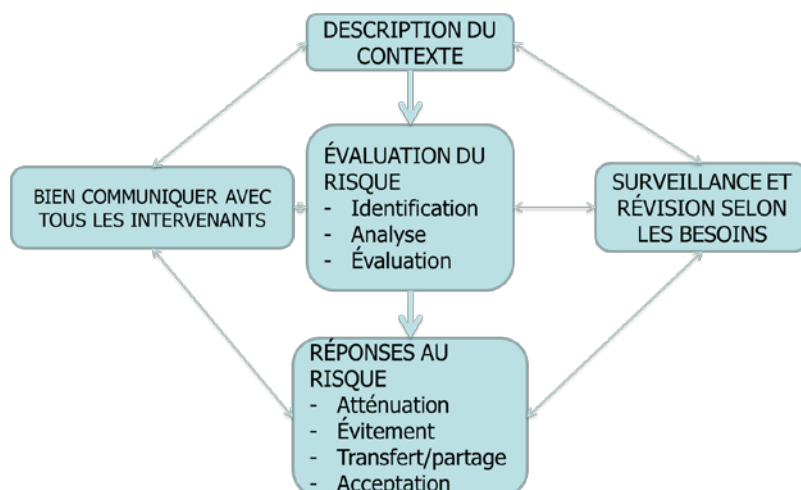 DESCRIPTION DU
CONTEXTE
ÉVALUATION DU
RISQUE
- Identification
- Analyse
- Évaluation
BIEN COMMUNIQUER AVEC
TOUS LES INTERVENANTS
SURVEILLANCE ET
RÉVISION SELON
LES BESOINS
RÉPONSES AU
RISQUE
- Atténuation
- Évitement
- Transfert/partage
- Acceptation